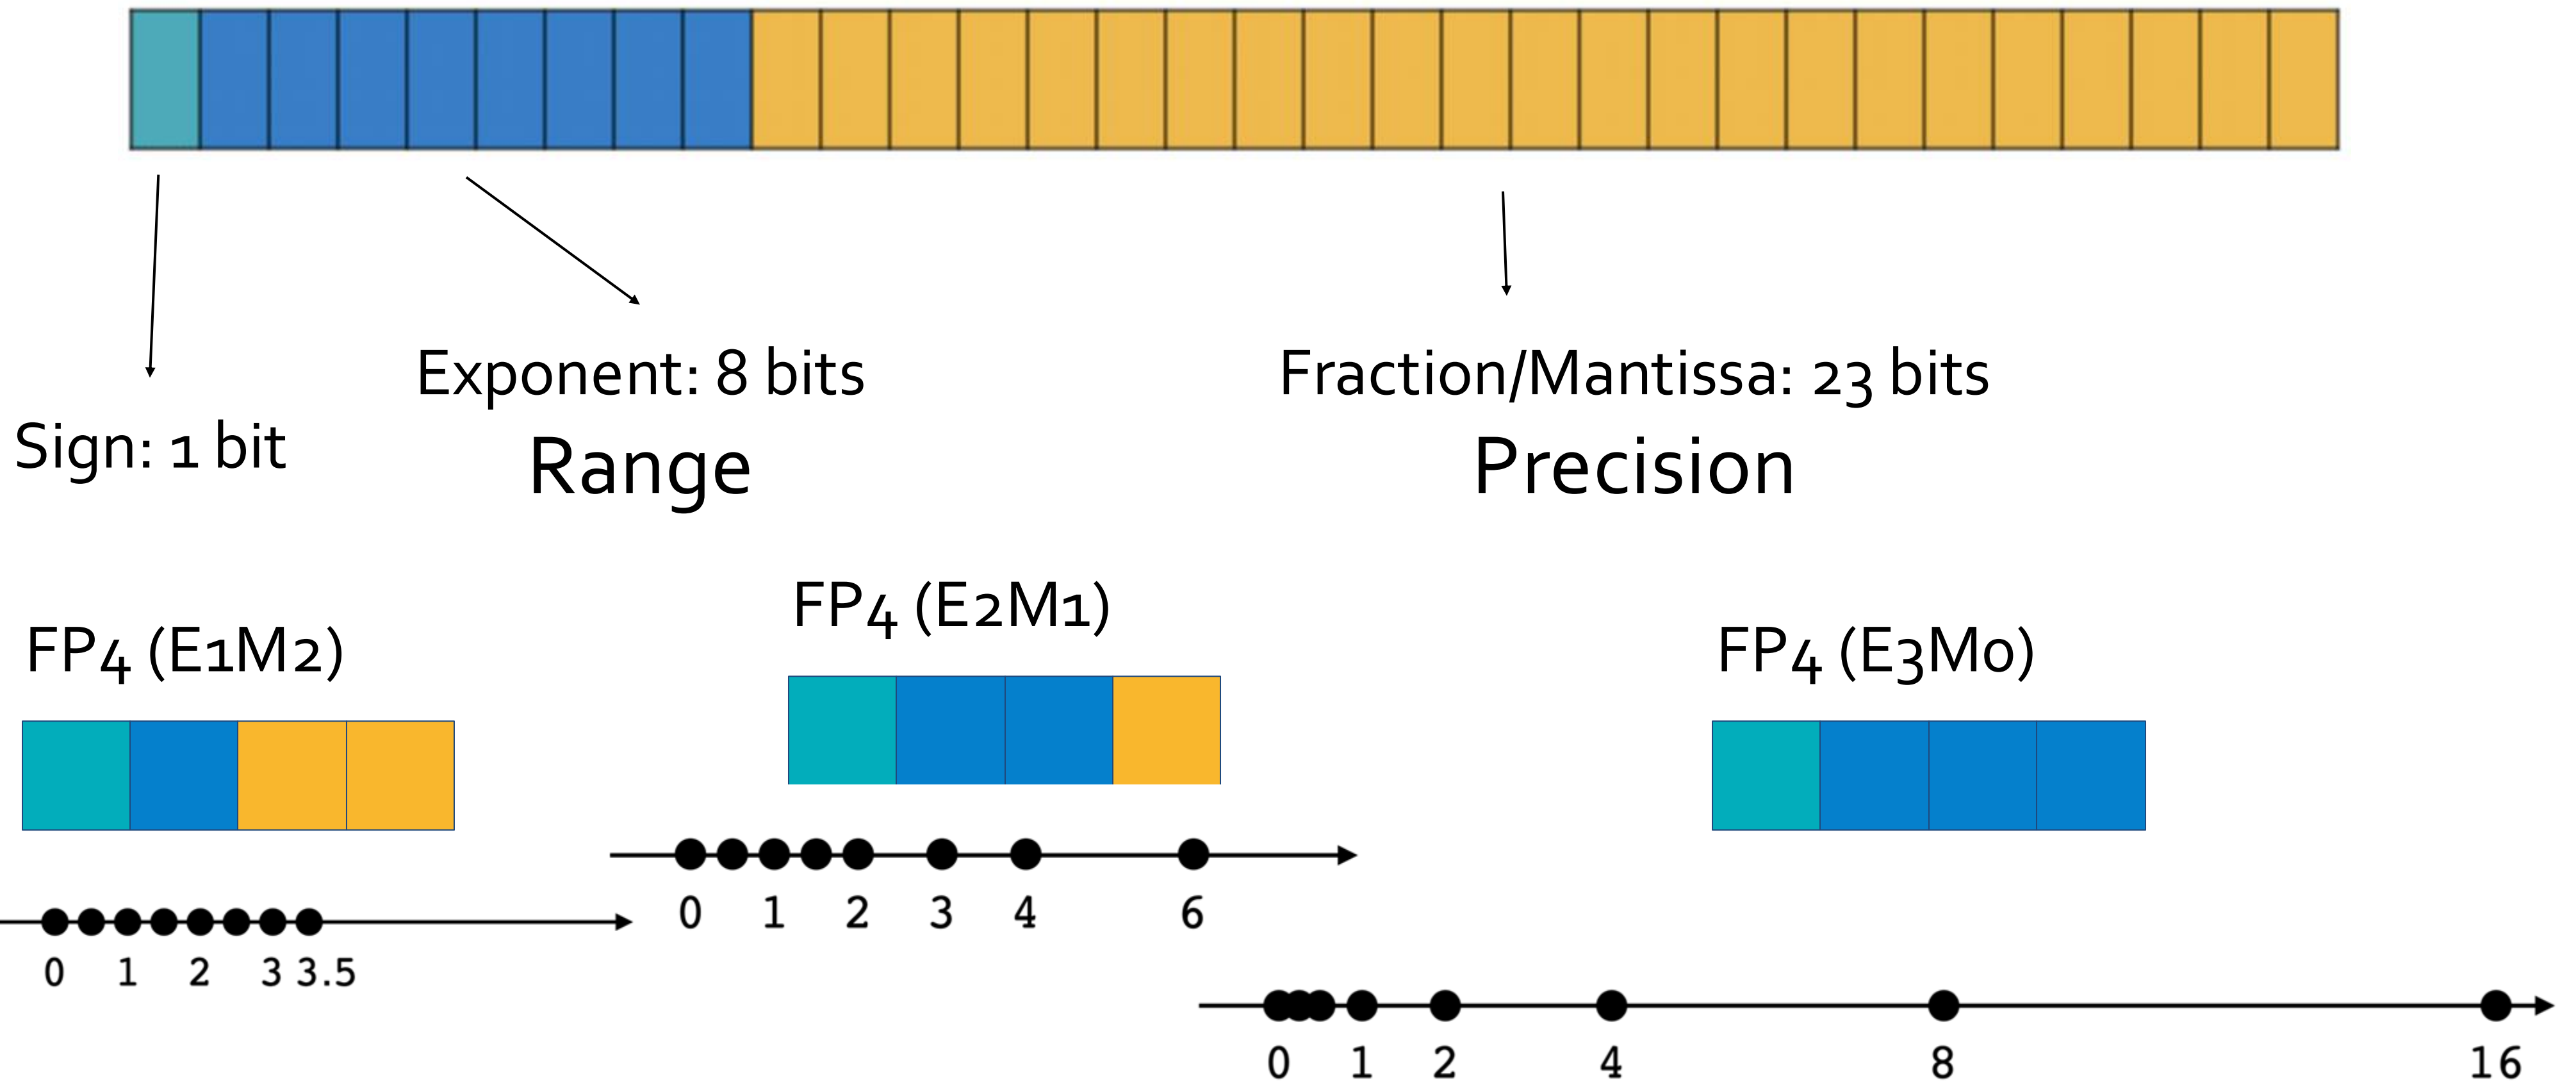 Sign: 1 bit
Exponent: 8 bits
Range
Fraction/Mantissa: 23 bits
Precision
FP4 (E1M2)
0 1 2 3 3.5
FP4 (E2M1)
0 1 2 3 4 6
FP4 (E3M0)
0 1 2 4 8 16